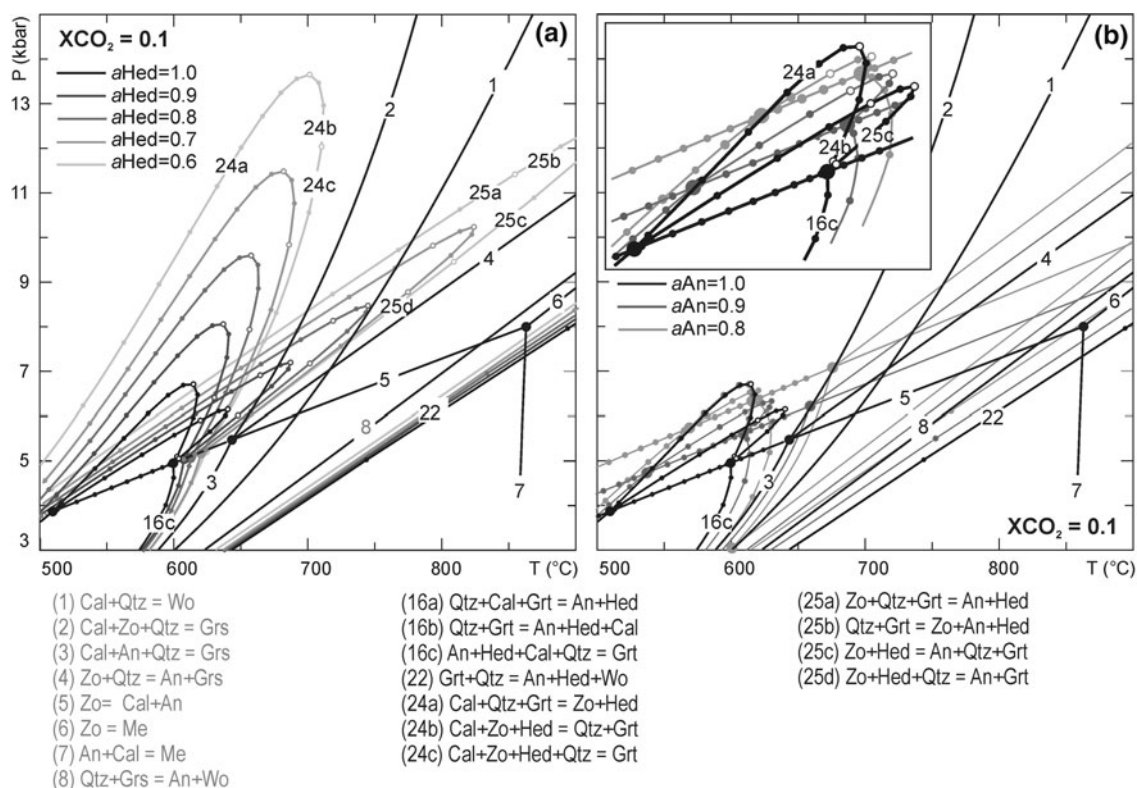 P (kbar)
XCO2 = 0.1
(a)
aHed=1.0
aHed=0.9
aHed=0.8
aHed=0.7
aHed=0.6
13
11
9
7
5
3
24a
24b
24c
25a
25b
25c
25d
1
2
3
4
5
6
7
8
22
16c
500
600
700
800
T (°C)
(b)
24a
24b
25c
16c
aAn=1.0
aAn=0.9
aAn=0.8
1
2
3
4
5
6
7
8
22
16c
XCO2 = 0.1
500
600
700
800
T (°C)
(1) Cal+Qtz = Wo
(2) Cal+Zo+Qtz = Grs
(3) Cal+An+Qtz = Grs
(4) Zo+Qtz = An+Grs
(5) Zo= Cal+An
(6) Zo = Me
(7) An+Cal = Me
(8) Qtz+Grs = An+Wo
(16a) Qtz+Cal+Grt = An+Hed
(16b) Qtz+Grt = An+Hed+Cal
(16c) An+Hed+Cal+Qtz = Grt
(22) Grt+Qtz = An+Hed+Wo
(24a) Cal+Qtz+Grt = Zo+Hed
(24b) Cal+Zo+Hed = Qtz+Grt
(24c) Cal+Zo+Hed+Qtz = Grt
(25a) Zo+Qtz+Grt = An+Hed
(25b) Qtz+Grt = Zo+An+Hed
(25c) Zo+Hed = An+Qtz+Grt
(25d) Zo+Hed+Qtz = An+Grt